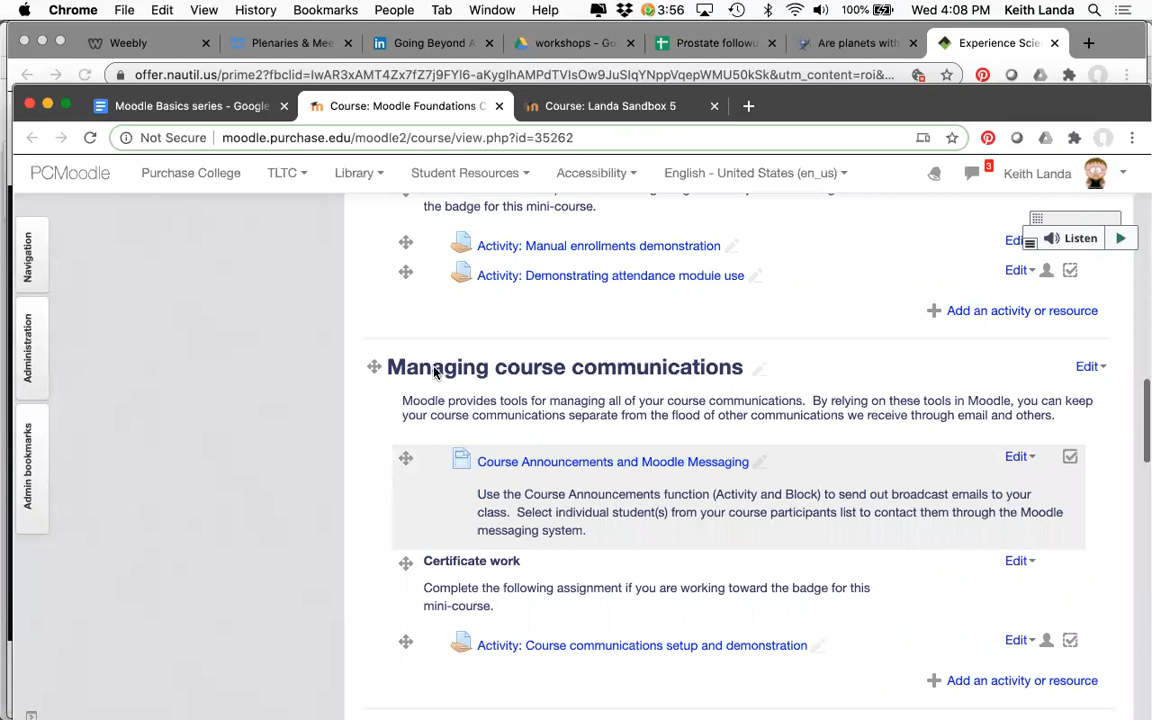 Chrome File Edit View History Bookmarks People Tab Window Help 3:56 100% Wed 4:08 PM Keith Landa
Weebly Plenaries & Mee Going Beyond A workshops - Go Prostate follow Are planets with Experience Scie
offer.nautil.us/prime2?fbclid=IwAR3xAMT4Zx7fZ7j9FYl6-aKyglhAMPdTVIsOw9JuSlqYNppVqepWMU50kSk&utm_content=roi&...
Moodle Basics series - Google Course: Moodle Foundations C Course: Landa Sandbox 5
Not Secure moodle.purchase.edu/moodle2/course/view.php?id=35262
PCMoodle Purchase College TLTC Library Student Resources Accessibility English - United States (en_us) 3 Keith Landa
the badge for this mini-course.
Listen
Activity: Manual enrollments demonstration
Activity: Demonstrating attendance module use Edit
Add an activity or resource
Managing course communications Edit
Moodle provides tools for managing all of your course communications. By relying on these tools in Moodle, you can keep
your course communications separate from the flood of other communications we receive through email and others.
Course Announcements and Moodle Messaging Edit
Use the Course Announcements function (Activity and Block) to send out broadcast emails to your
class. Select individual student(s) from your course participants list to contact them through the Moodle
messaging system.
Certificate work Edit
Complete the following assignment if you are working toward the badge for this
mini-course.
Activity: Course communications setup and demonstration Edit
Add an activity or resource
Navigation
Administration
Admin bookmarks